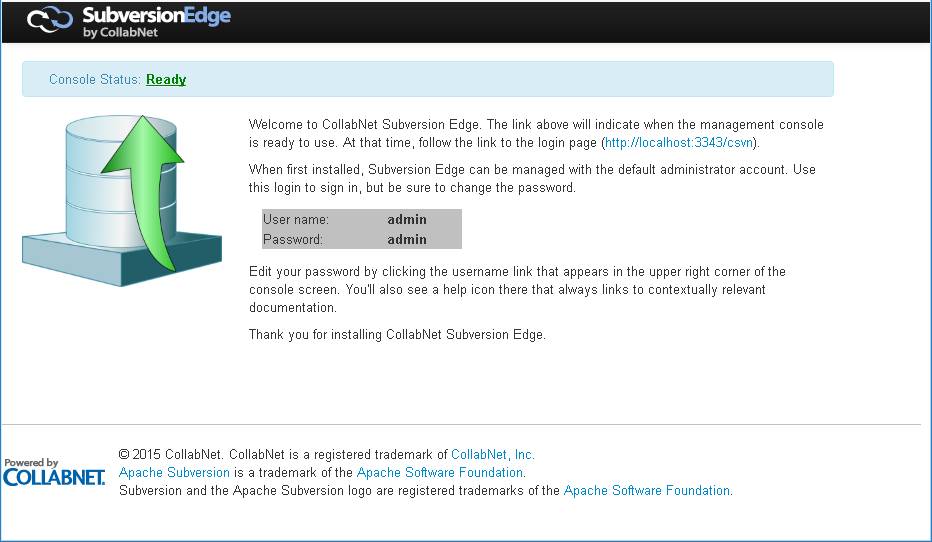 SubversionEdge
by CollabNet
Console Status: Ready
Welcome to CollabNet Subversion Edge. The link above will indicate when the management console
is ready to use. At that time, follow the link to the login page (http://localhost:3343/csvn).
When first installed, Subversion Edge can be managed with the default administrator account. Use
this login to sign in, but be sure to change the password.
User name: admin
Password: admin
Edit your password by clicking the username link that appears in the upper right corner of the
console screen. You'll also see a help icon there that always links to contextually relevant
documentation.
Thank you for installing CollabNet Subversion Edge.
Powered by
COLLABNET.
© 2015 CollabNet. CollabNet is a registered trademark of CollabNet, Inc.
Apache Subversion is a trademark of the Apache Software Foundation.
Subversion and the Apache Subversion logo are registered trademarks of the Apache Software Foundation.